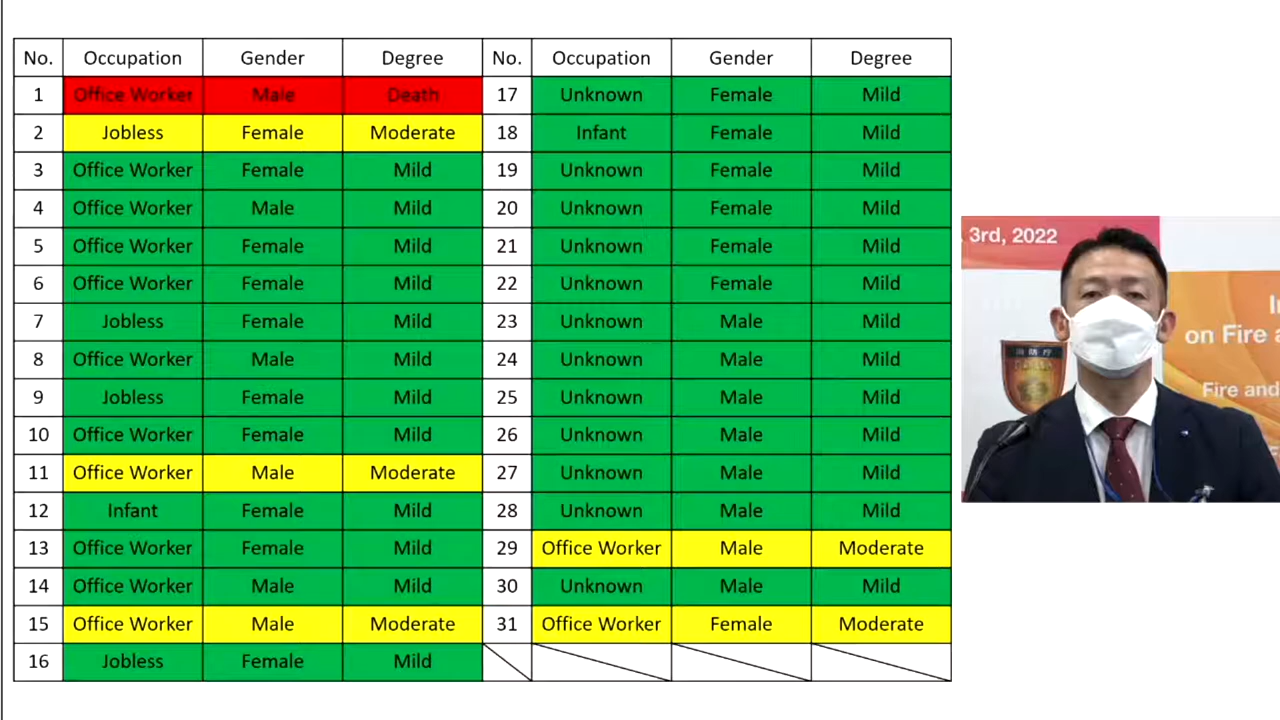 No. Occupation Gender Degree No. Occupation Gender Degree
1 Office Worker Male Death 17 Unknown Female Mild
2 Jobless Female Moderate 18 Infant Female Mild
3 Office Worker Female Mild 19 Unknown Female Mild
4 Office Worker Male Mild 20 Unknown Female Mild
5 Office Worker Female Mild 21 Unknown Female Mild
6 Office Worker Female Mild 22 Unknown Female Mild
7 Jobless Female Mild 23 Unknown Male Mild
8 Office Worker Male Mild 24 Unknown Male Mild
9 Jobless Female Mild 25 Unknown Male Mild
10 Office Worker Female Mild 26 Unknown Male Mild
11 Office Worker Male Moderate 27 Unknown Male Mild
12 Infant Female Mild 28 Unknown Male Mild
13 Office Worker Female Mild 29 Office Worker Male Moderate
14 Office Worker Male Mild 30 Unknown Male Mild
15 Office Worker Male Moderate 31 Office Worker Female Moderate
16 Jobless Female Mild
3rd, 2022
on Fire
Fire and